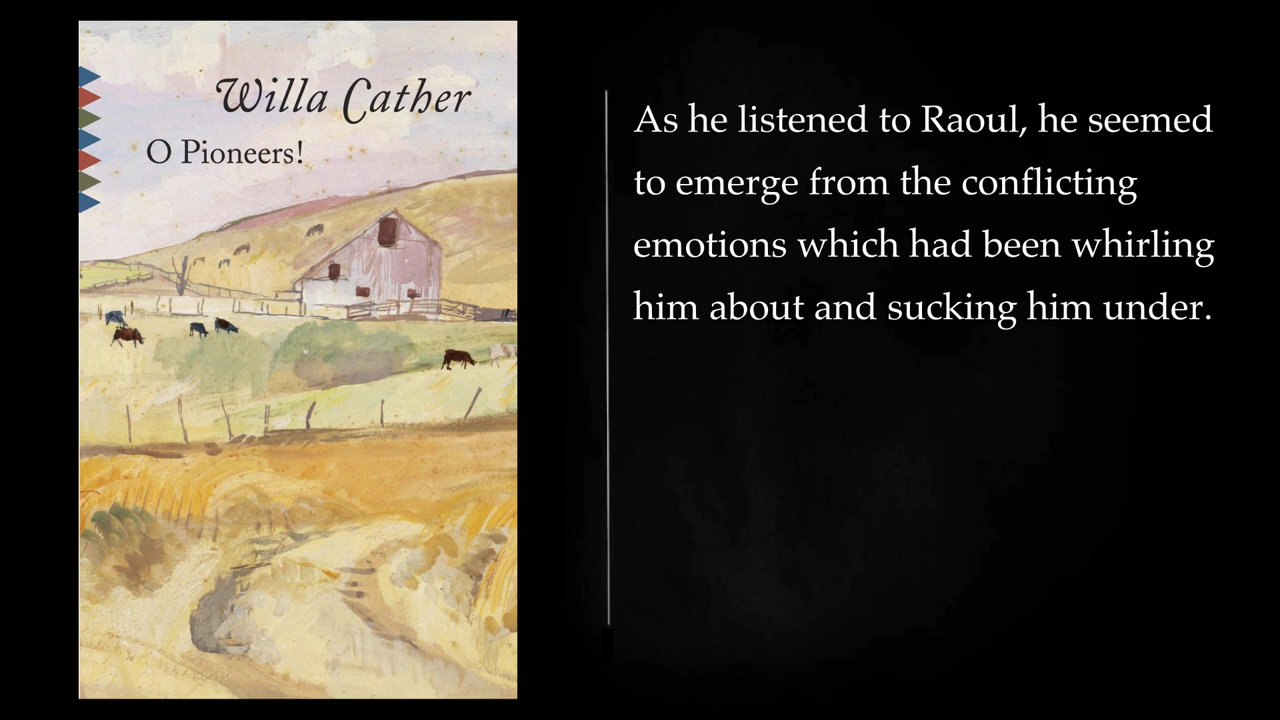 Willa Cather
O Pioneers!
As he listened to Raoul, he seemed
to emerge from the conflicting
emotions which had been whirling
him about and sucking him under.